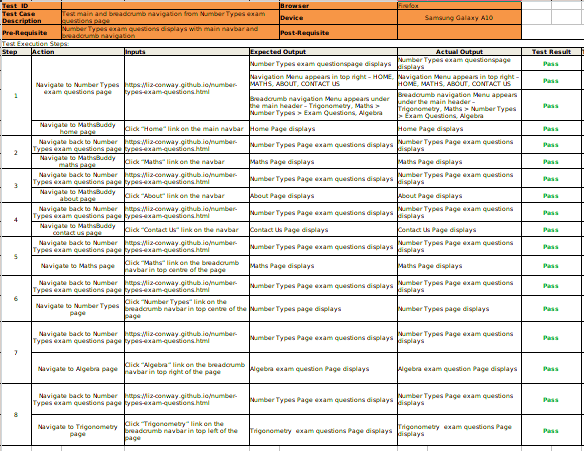 Test ID
Browser
Firefox
Test Case Description
Test main and breadcrumb navigation from Number Types exam questions page
Device
Samsung Galaxy A10
Pre-Requisite
Number Types exam questions displays with main navbar and breadcrumb navigation
Post-Requisite
Test Execution Steps:
Step Action Inputs Expected Output Actual Output Test Result
1
Navigate to Number Types exam questions page
https://liz-conway.github.io/number-types-exam-questions.html
Number Types exam questionspage displays
Number Types exam questionspage displays
Pass
Navigation Menu appears in top right – HOME, MATHS, ABOUT, CONTACT US
Navigation Menu appears in top right – HOME, MATHS, ABOUT, CONTACT US
Pass
Breadcrumb navigation Menu appears under the main header – Trigonometry, Maths > Number Types > Exam Questions, Algebra
Breadcrumb navigation Menu appears under the main header – Trigonometry, Maths > Number Types > Exam Questions, Algebra
Pass
Navigate to MathsBuddy home page
Click “Home” link on the main navbar
Home Page displays
Home Page displays
Pass
2
Navigate back to Number Types exam questions page
https://liz-conway.github.io/number-types-exam-questions.html
Number Types Page exam questions displays
Number Types Page exam questions displays
Pass
Navigate to MathsBuddy maths page
Click “Maths” link on the navbar
Maths Page displays
Maths Page displays
Pass
3
Navigate back to Number Types exam questions page
https://liz-conway.github.io/number-types-exam-questions.html
Number Types Page exam questions displays
Number Types Page exam questions displays
Pass
Navigate to MathsBuddy about page
Click “About” link on the navbar
About Page displays
About Page displays
Pass
4
Navigate back to Number Types exam questions page
https://liz-conway.github.io/number-types-exam-questions.html
Number Types Page exam questions displays
Number Types Page exam questions displays
Pass
Navigate to MathsBuddy contact us page
Click “Contact Us” link on the navbar
Contact Us Page displays
Contact Us Page displays
Pass
5
Navigate back to Number Types exam questions page
https://liz-conway.github.io/number-types-exam-questions.html
Number Types Page exam questions displays
Number Types Page exam questions displays
Pass
Navigate to Maths page
Click “Maths” link on the breadcrumb navbar in top centre of the page
Maths Page displays
Maths Page displays
Pass
6
Navigate back to Number Types exam questions page
https://liz-conway.github.io/number-types-exam-questions.html
Number Types Page exam questions displays
Number Types Page exam questions displays
Pass
Navigate to Number Types page
Click “Number Types” link on the breadcrumb navbar in top centre of the page
Number Types page displays
Number Types page displays
Pass
7
Navigate back to Number Types exam questions page
https://liz-conway.github.io/number-types-exam-questions.html
Number Types Page exam questions displays
Number Types Page exam questions displays
Pass
Navigate to Algebra page
Click “Algebra” link on the breadcrumb navbar in top right of the page
Algebra exam question Page displays
Algebra exam question Page displays
Pass
8
Navigate back to Number Types exam questions page
https://liz-conway.github.io/number-types-exam-questions.html
Number Types Page exam questions displays
Number Types Page exam questions displays
Pass
Navigate to Trigonometry page
Click “Trigonometry” link on the breadcrumb navbar in top left of the page
Trigonometry exam question Page displays
Trigonometry exam question Page displays
Pass